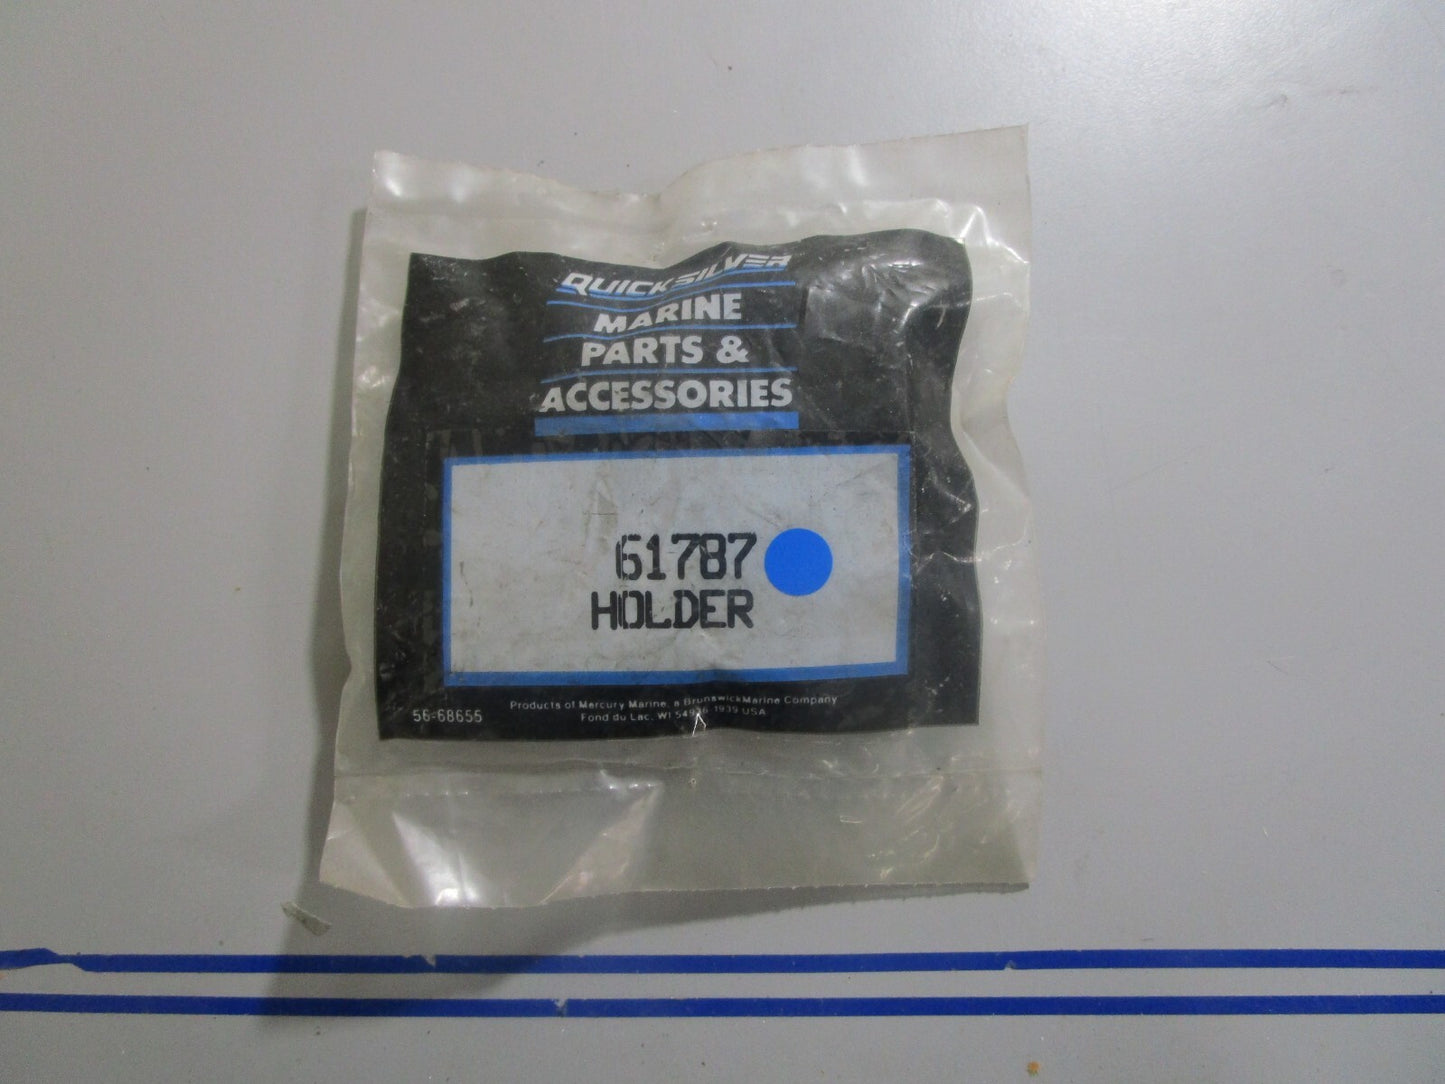 QUICKSILVER
MARINE
PARTS &
ACCESSORIES
61787
HOLDER
Products of Mercury Marine, a Brunswick Marine Company
Fond du Lac, WI 54936-1939 USA
56-68655